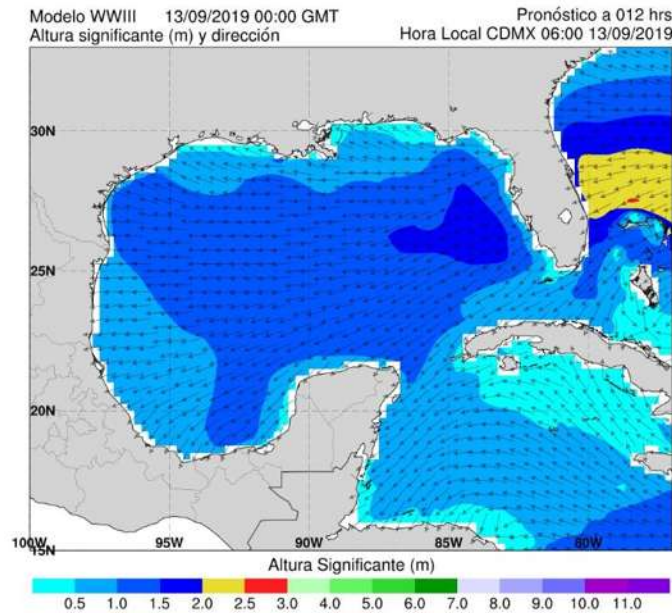 Modelo WWIII 13/09/2019 00:00 GMT Pronóstico a 012 hrs
Altura significante (m) y dirección Hora Local CDMX 06:00 13/09/2019
30N
25N
20N
15N
100W 95W 90W 85W 80W
Altura Significante (m)
0.5 1.0 1.5 2.0 2.5 3.0 4.0 5.0 6.0 7.0 8.0 9.0 10.0 11.0